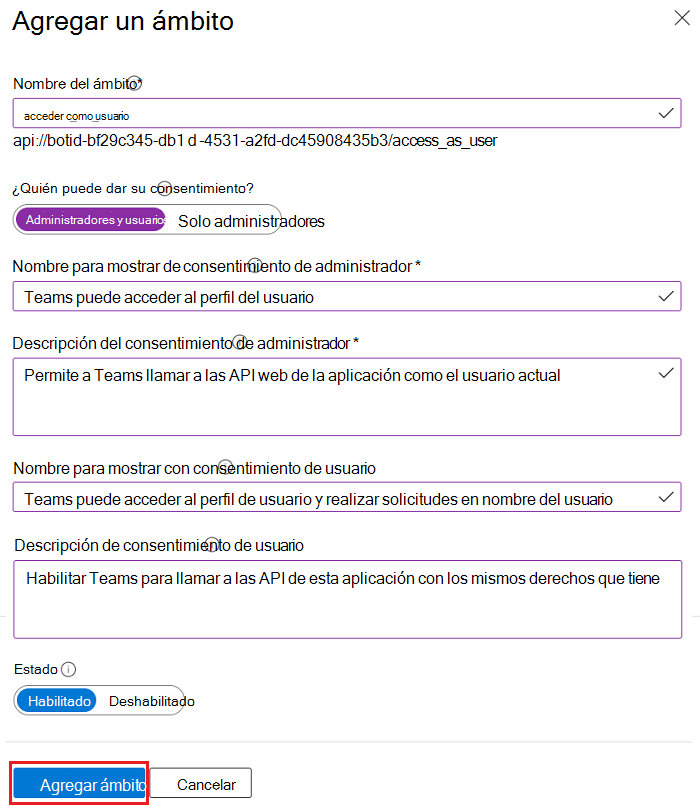 Agregar un ámbito
Nombre del ámbito*
acceder como usuario
api://botid-bf29c345-db1 d -4531-a2fd-dc45908435b3/access_as_user
¿Quién puede dar su consentimiento?
Administradores y usuarios Solo administradores
Nombre para mostrar de consentimiento de administrador *
Teams puede acceder al perfil del usuario
Descripción del consentimiento de administrador *
Permite a Teams llamar a las API web de la aplicación como el usuario actual
Nombre para mostrar con consentimiento de usuario
Teams puede acceder al perfil de usuario y realizar solicitudes en nombre del usuario
Descripción de consentimiento de usuario
Habilitar Teams para llamar a las API de esta aplicación con los mismos derechos que tiene
Estado
Habilitado Deshabilitado
Agregar ámbito Cancelar